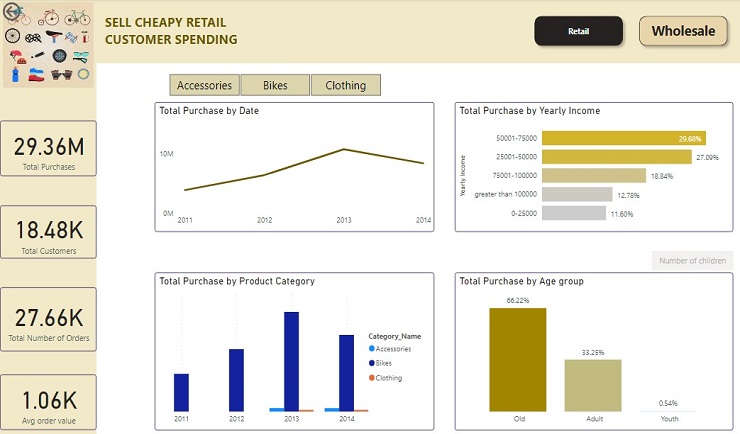 SELL CHEAPY RETAIL
CUSTOMER SPENDING
Retail
Wholesale
Accessories
Bikes
Clothing
29.36M
Total Purchases
18.48K
Total Customers
27.66K
Total Number of Orders
1.06K
Avg order value
Total Purchase by Date
10M
0M
2011
2012
2013
2014
Total Purchase by Yearly Income
Yearly Income
50001-75000
29.68%
25001-50000
27.09%
75001-100000
18.84%
greater than 100000
12.78%
0-25000
11.60%
Number of children
Total Purchase by Product Category
Category_Name
Accessories
Bikes
Clothing
2011
2012
2013
2014
Total Purchase by Age group
66.22%
33.25%
0.54%
Old
Adult
Youth